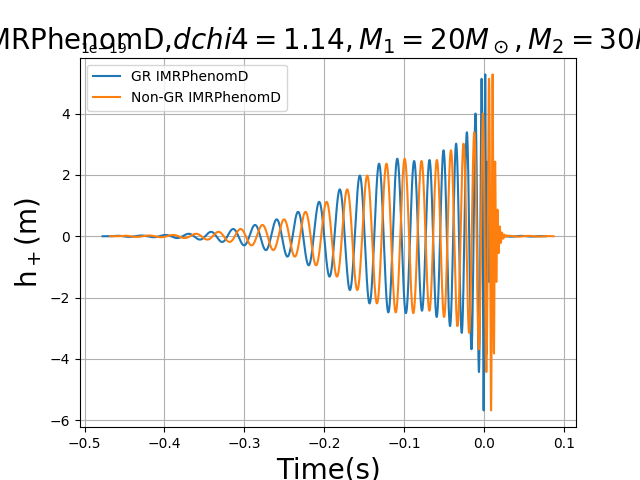 MRPhenomD, dchi4 = 1.14, M₁ = 20M⊙, M₂ = 30M
1e−19
GR IMRPhenomD
Non-GR IMRPhenomD
4
2
0
−2
−4
−6
h₊(m)
−0.5 −0.4 −0.3 −0.2 −0.1 0.0 0.1
Time(s)